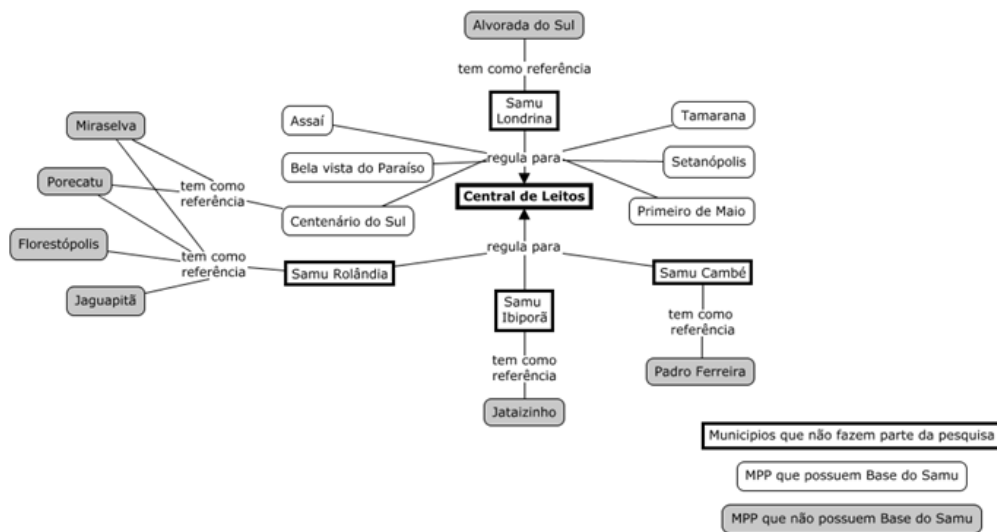 Alvorada do Sul
tem como referência
Samu
Londrina
Assaí
Tamarana
Miraselva
regula para
Bela vista do Paraíso
Setanópolis
Porecatu
tem como
referência
Central de Leitos
Centenário do Sul
Primeiro de Maio
Florestópolis
tem como
referência
regula para
Samu Rolândia
Samu Cambé
Jaguapitã
Samu
Ibiporã
tem como
referência
tem como
referência
Padro Ferreira
Jataizinho
Municipios que não fazem parte da pesquisa
MPP que possuem Base do Samu
MPP que não possuem Base do Samu